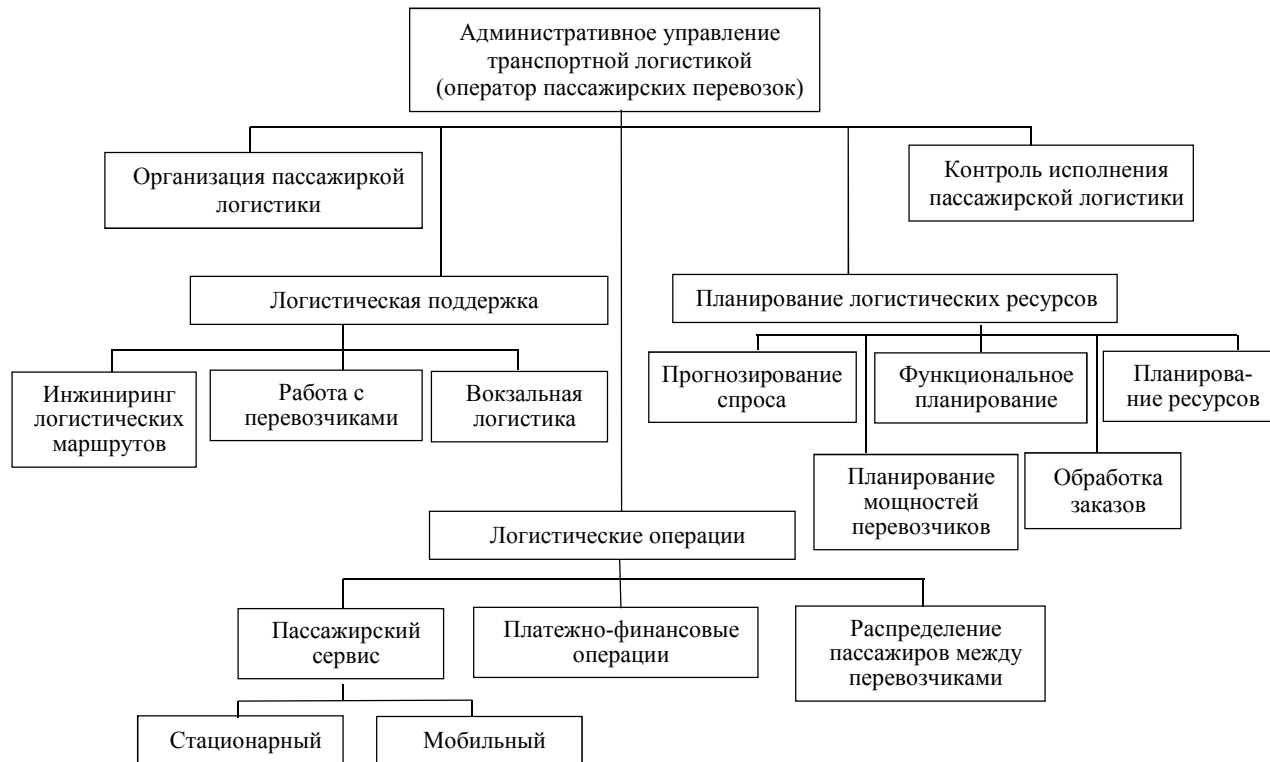 Административное управление
транспортной логистикой
(оператор пассажирских перевозок)
Организация пассажиркой
логистики
Контроль исполнения
пассажирской логистики
Логистическая поддержка
Планирование логистических ресурсов
Инжиниринг
логистических
маршрутов
Работа с
перевозчиками
Вокзальная
логистика
Прогнозирование
спроса
Функциональное
планирование
Планирова-
ние ресурсов
Планирование
мощностей
перевозчиков
Обработка
заказов
Логистические операции
Пассажирский
сервис
Платежно-финансовые
операции
Распределение
пассажиров между
перевозчиками
Стационарный
Мобильный